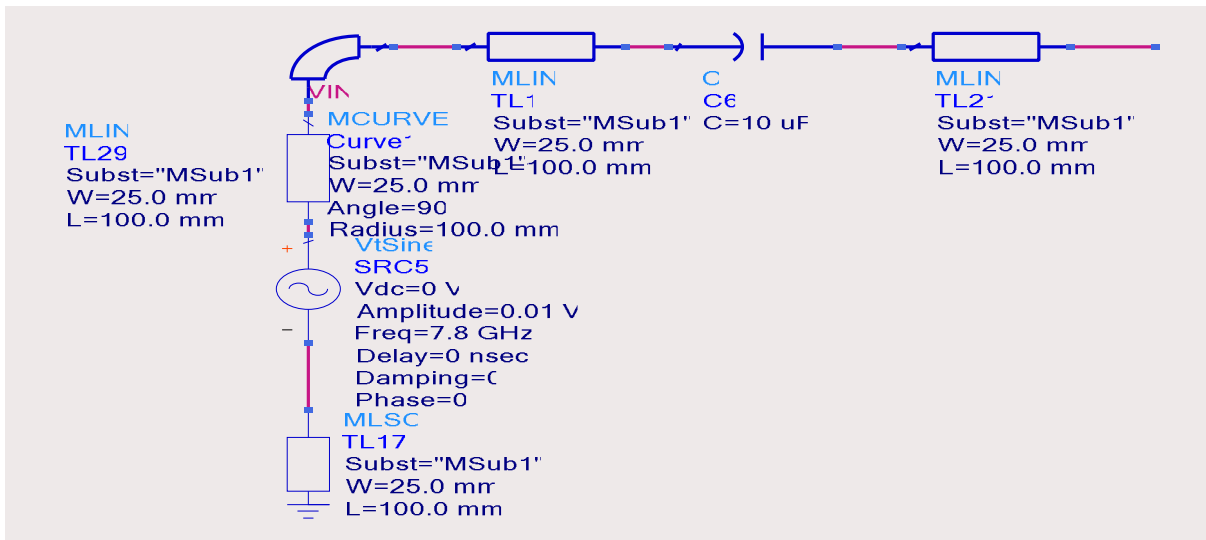 VIN
MLIN
TL29
Subst="MSub1"
W=25.0 mm
L=100.0 mm
MCURVE
Curve1
Subst="MSub1"
W=25.0 mm
Angle=90
Radius=100.0 mm
MLIN
TL1
Subst="MSub1"
W=25.0 mm
L=100.0 mm
C
C6
C=10 uF
MLIN
TL21
Subst="MSub1"
W=25.0 mm
L=100.0 mm
+
VtSine
SRC5
Vdc=0 V
Amplitude=0.01 V
Freq=7.8 GHz
Delay=0 nsec
Damping=0
Phase=0
−
MLSC
TL17
Subst="MSub1"
W=25.0 mm
L=100.0 mm